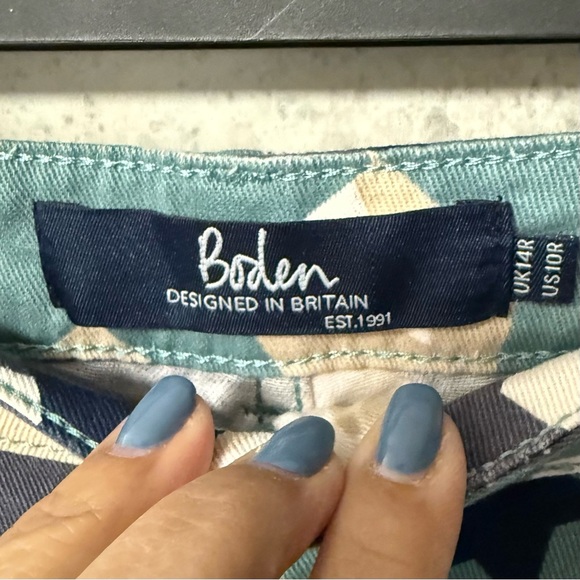 Boden
DESIGNED IN BRITAIN
EST.1991
UK14R
US10R